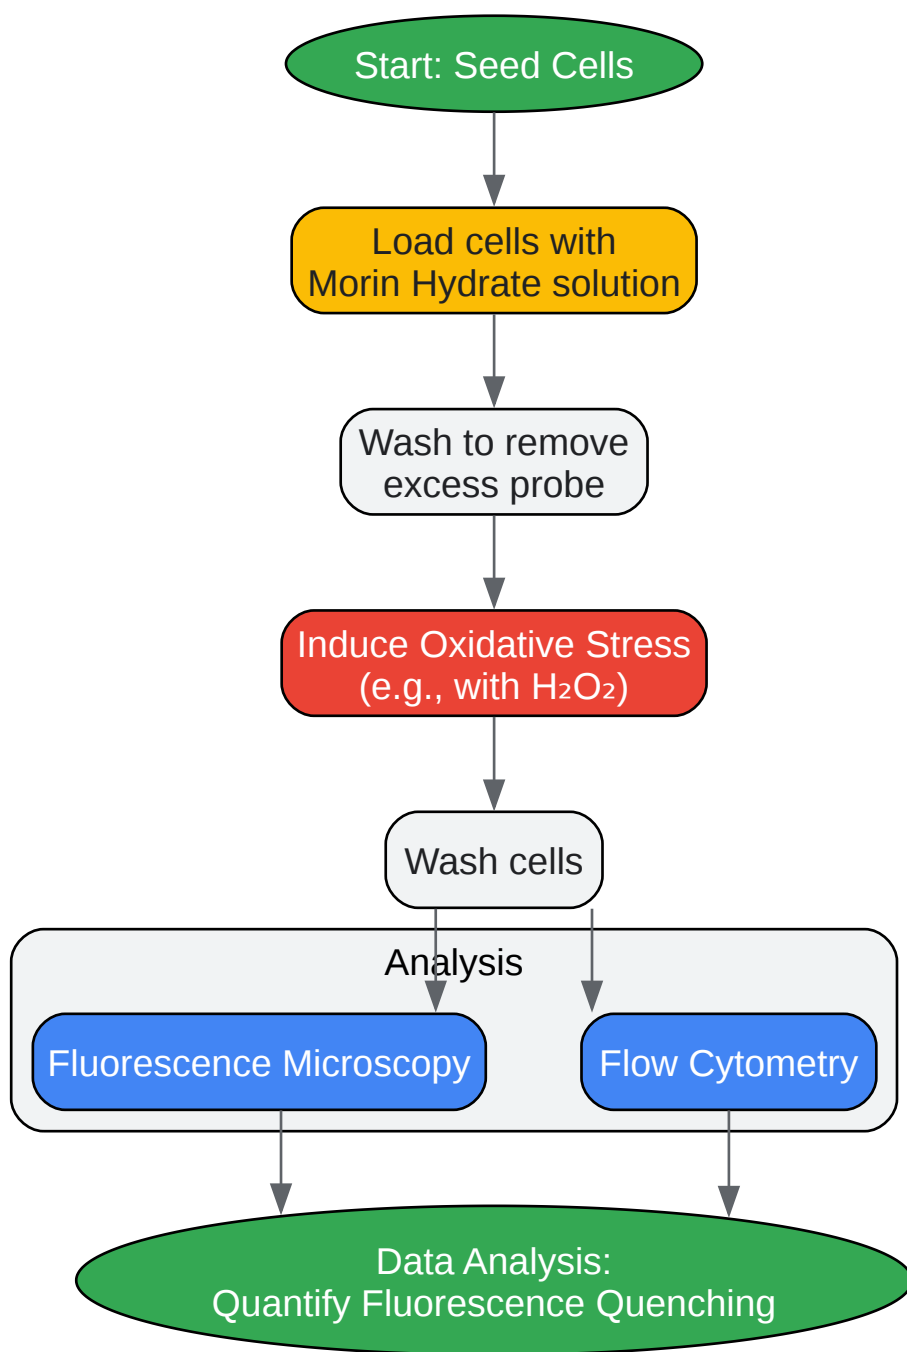 Start: Seed Cells
Load cells with
Morin Hydrate solution
Wash to remove
excess probe
Induce Oxidative Stress
(e.g., with H₂O₂)
Wash cells
Analysis
Fluorescence Microscopy
Flow Cytometry
Data Analysis:
Quantify Fluorescence Quenching